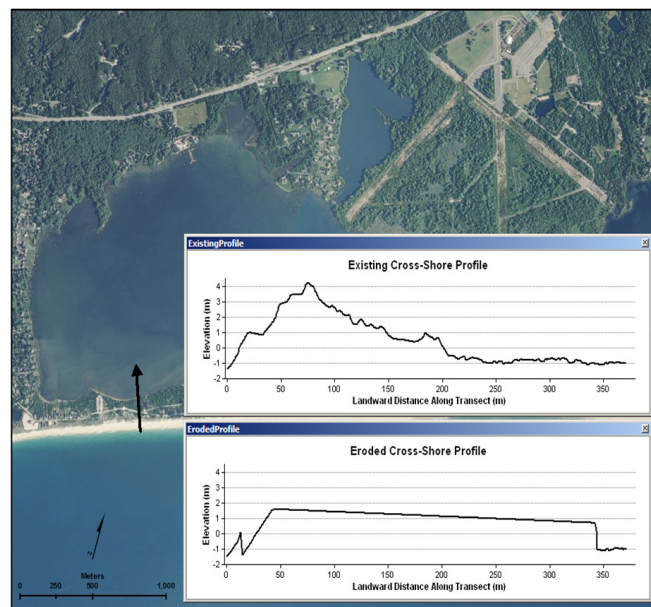 ExistingProfile x
Existing Cross-Shore Profile
Elevation (m)
4
3
2
1
0
-1
-2
0 50 100 150 200 250 300 350
Landward Distance Along Transect (m)
ErodedProfile x
Eroded Cross-Shore Profile
Elevation (m)
4
3
2
1
0
-1
-2
0 50 100 150 200 250 300 350
Landward Distance Along Transect (m)
N
Meters
0 250 500 1,000